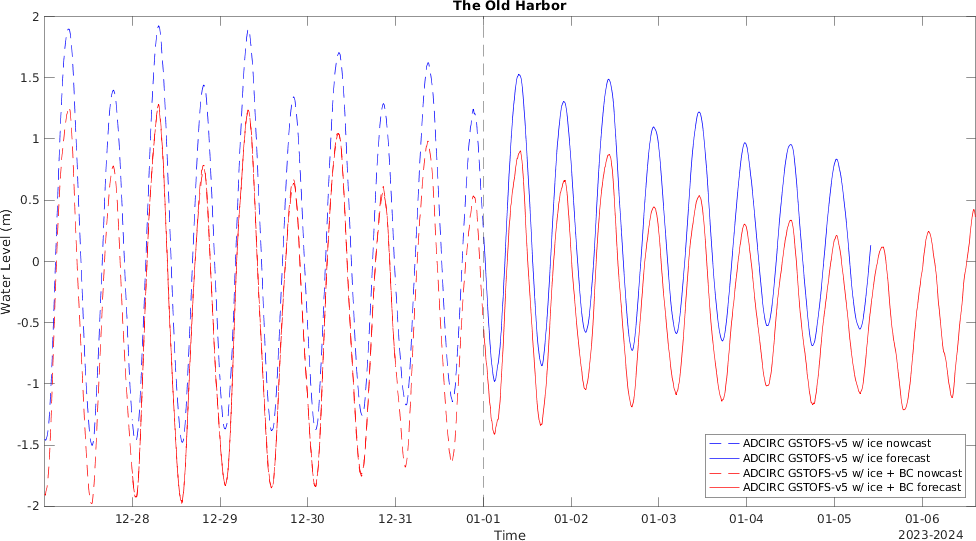 The Old Harbor
Water Level (m)
2
1.5
1
0.5
0
-0.5
-1
-1.5
-2
ADCIRC GSTOFS-v5 w/ ice nowcast
ADCIRC GSTOFS-v5 w/ ice forecast
ADCIRC GSTOFS-v5 w/ ice + BC nowcast
ADCIRC GSTOFS-v5 w/ ice + BC forecast
12-28 12-29 12-30 12-31 01-01 01-02 01-03 01-04 01-05 01-06
Time
2023-2024